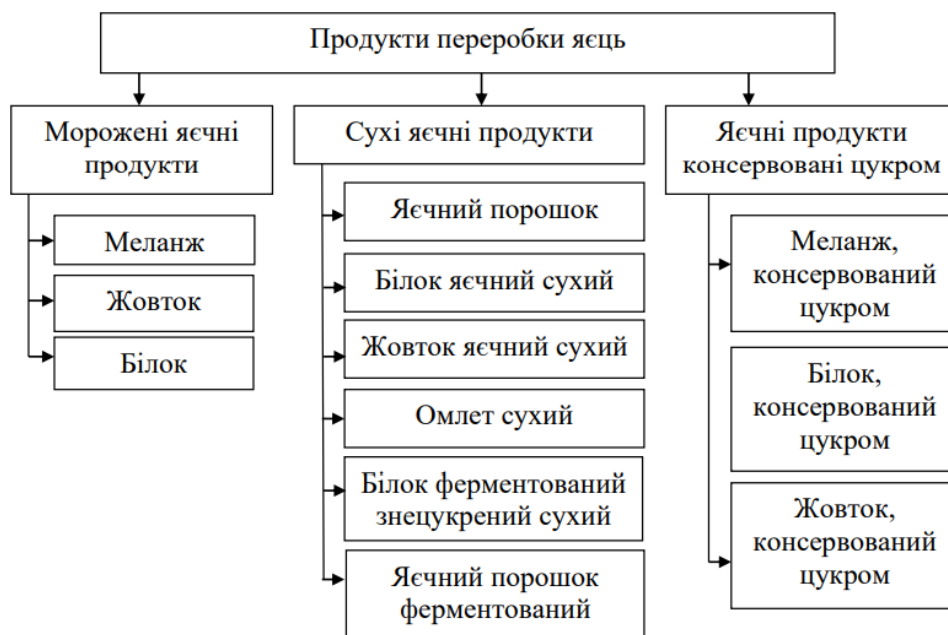 Продукти переробки яєць
Морожені яєчні
продукти
Меланж
Жовток
Білок
Сухі яєчні продукти
Яєчний порошок
Білок яєчний сухий
Жовток яєчний сухий
Омлет сухий
Білок ферментований
знецукрений сухий
Яєчний порошок
ферментований
Яєчні продукти
консервовані цукром
Меланж,
консервований
цукром
Білок,
консервований
цукром
Жовток,
консервований
цукром